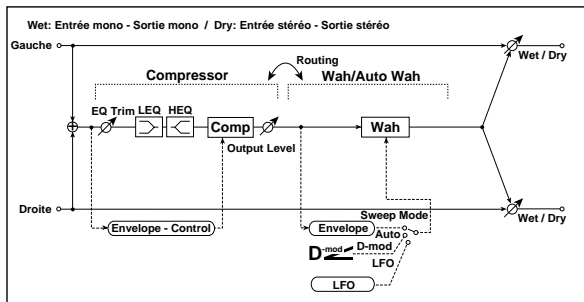 Wet: Entrée mono - Sortie mono / Dry: Entrée stéréo - Sortie stéréo
Gauche
Wet / Dry
Routing
Compressor
Wah/Auto Wah
EQ Trim
LEQ
HEQ
Comp
Wah
Output Level
Droite
Wet / Dry
Sweep Mode
Envelope - Control
Envelope
Auto
D-mod
D-mod
LFO
LFO